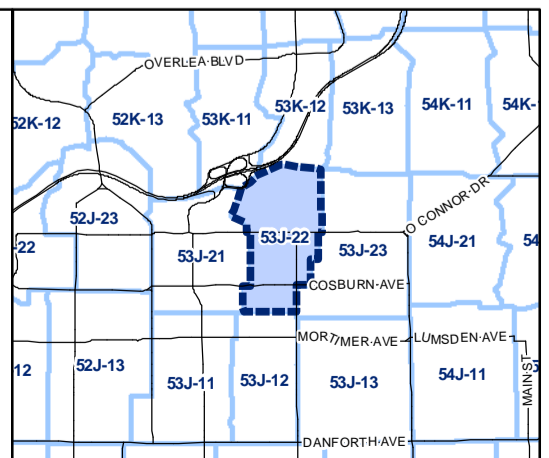 OVERLEA BLVD
52K-12
52K-13
53K-11
53K-12
53K-13
54K-11
54K-
52J-23
O CONNOR-DR
-22
53J-21
53J-22
53J-23
54J-21
54
COSBURN AVE
MORTIMER AVE
LUMSDEN AVE
12
52J-13
53J-11
53J-12
53J-13
54J-11
MAIN ST
DANFORTH AVE